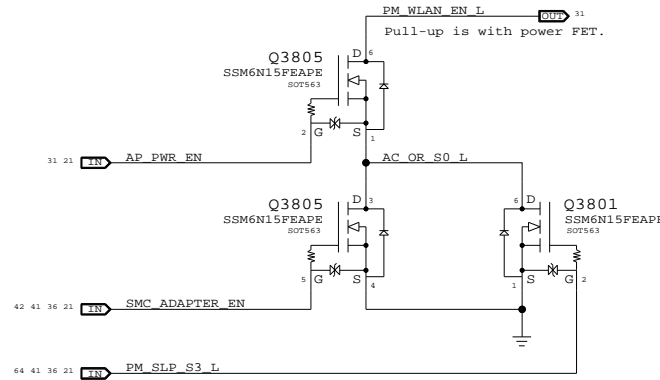 PM_WLAN_EN_L
OUT 31
Pull-up is with power FET.
Q3805
SSM6N15FEAPE
SOT563
D 6
2 G S 1
31 21 IN AP_PWR_EN
AC_OR_S0_L
Q3805
SSM6N15FEAPE
SOT563
D 3
5 G S 4
6 D
Q3801
SSM6N15FEAPE
SOT563
1 S G 2
42 41 36 21 IN SMC_ADAPTER_EN
64 41 36 21 IN PM_SLP_S3_L